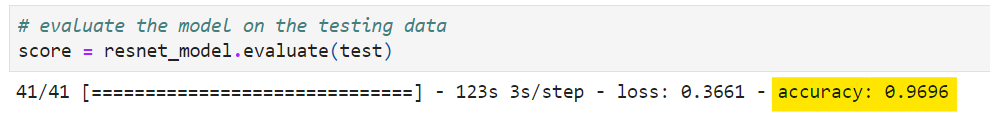 # evaluate the model on the testing data
score = resnet_model.evaluate(test)
41/41 [==============================] - 123s 3s/step - loss: 0.3661 - accuracy: 0.9696